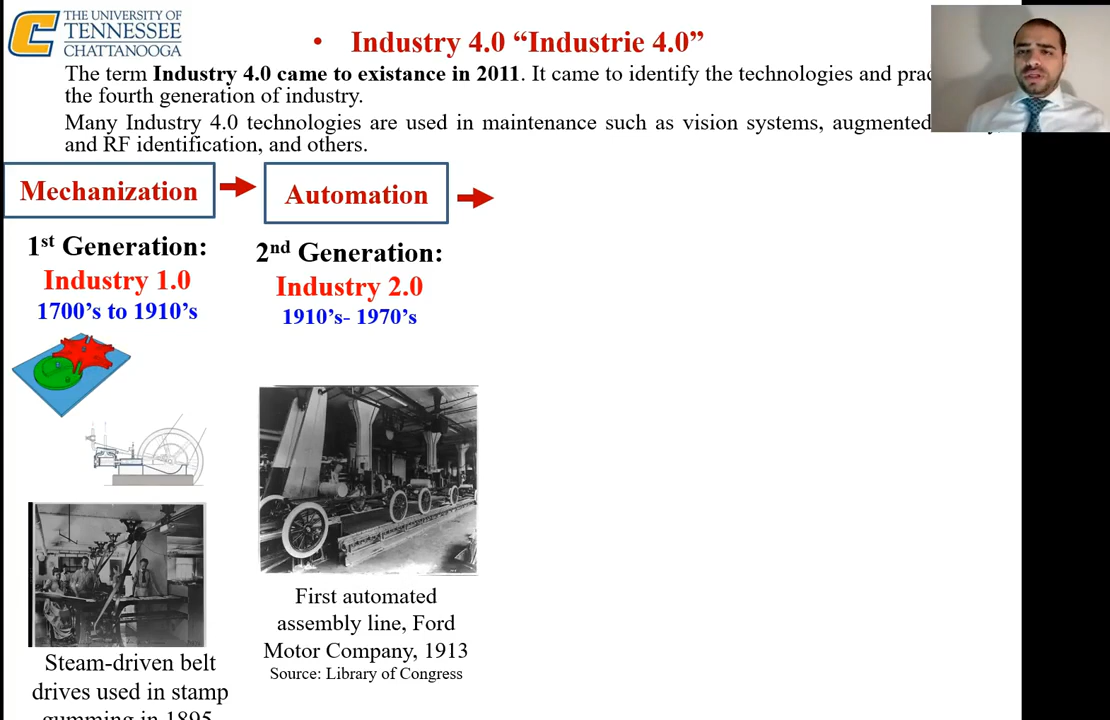 THE UNIVERSITY OF
TENNESSEE
CHATTANOOGA
• Industry 4.0 “Industrie 4.0”
The term Industry 4.0 came to existance in 2011. It came to identify the technologies and
the fourth generation of industry.
Many Industry 4.0 technologies are used in maintenance such as vision systems, augmented
and RF identification, and others.
Mechanization
Automation
1st Generation:
Industry 1.0
1700’s to 1910’s
2nd Generation:
Industry 2.0
1910’s- 1970’s
First automated
assembly line, Ford
Motor Company, 1913
Source: Library of Congress
Steam-driven belt
drives used in stamp
gumming in 1895